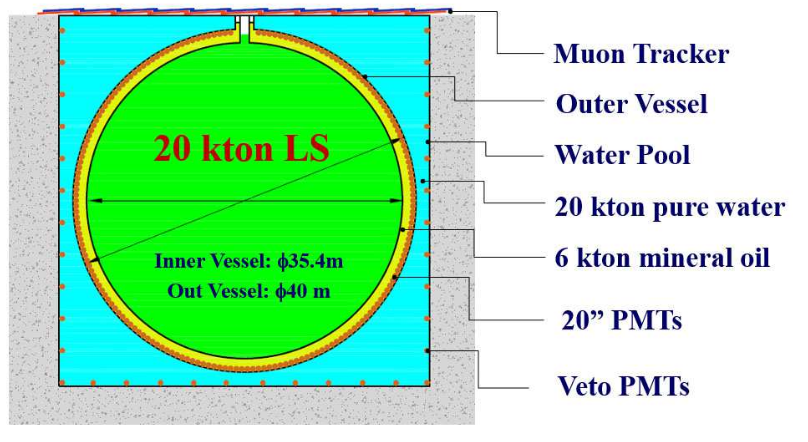 Muon Tracker
Outer Vessel
20 kton LS
Water Pool
20 kton pure water
Inner Vessel: ϕ35.4m
6 kton mineral oil
Out Vessel: ϕ40 m
20” PMTs
Veto PMTs